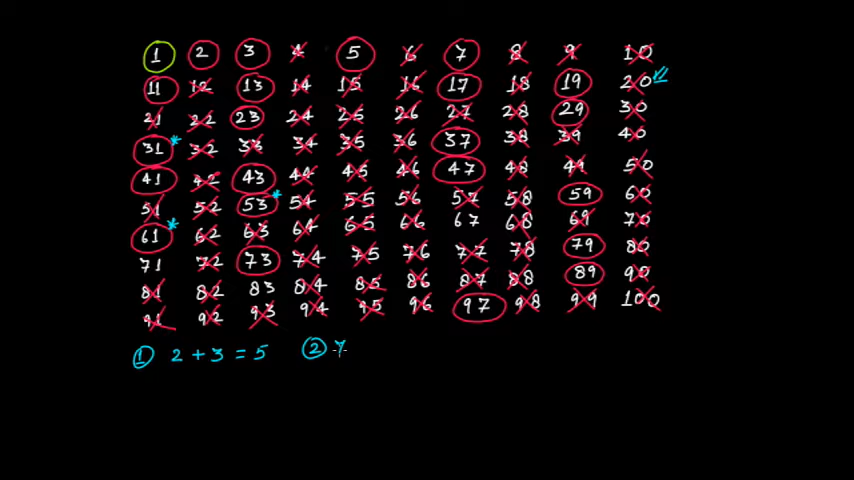 1 2 3 4 5 6 7 8 9 10
11 12 13 14 15 16 17 18 19 20
21 22 23 24 25 26 27 28 29 30
31 32 33 34 35 36 37 38 39 40
41 42 43 44 45 46 47 48 49 50
51 52 53 54 55 56 57 58 59 60
61 62 63 64 65 66 67 68 69 70
71 72 73 74 75 76 77 78 79 80
81 82 83 84 85 86 87 88 89 90
91 92 93 94 95 96 97 98 99 100
① 2 + 3 = 5 ② 7